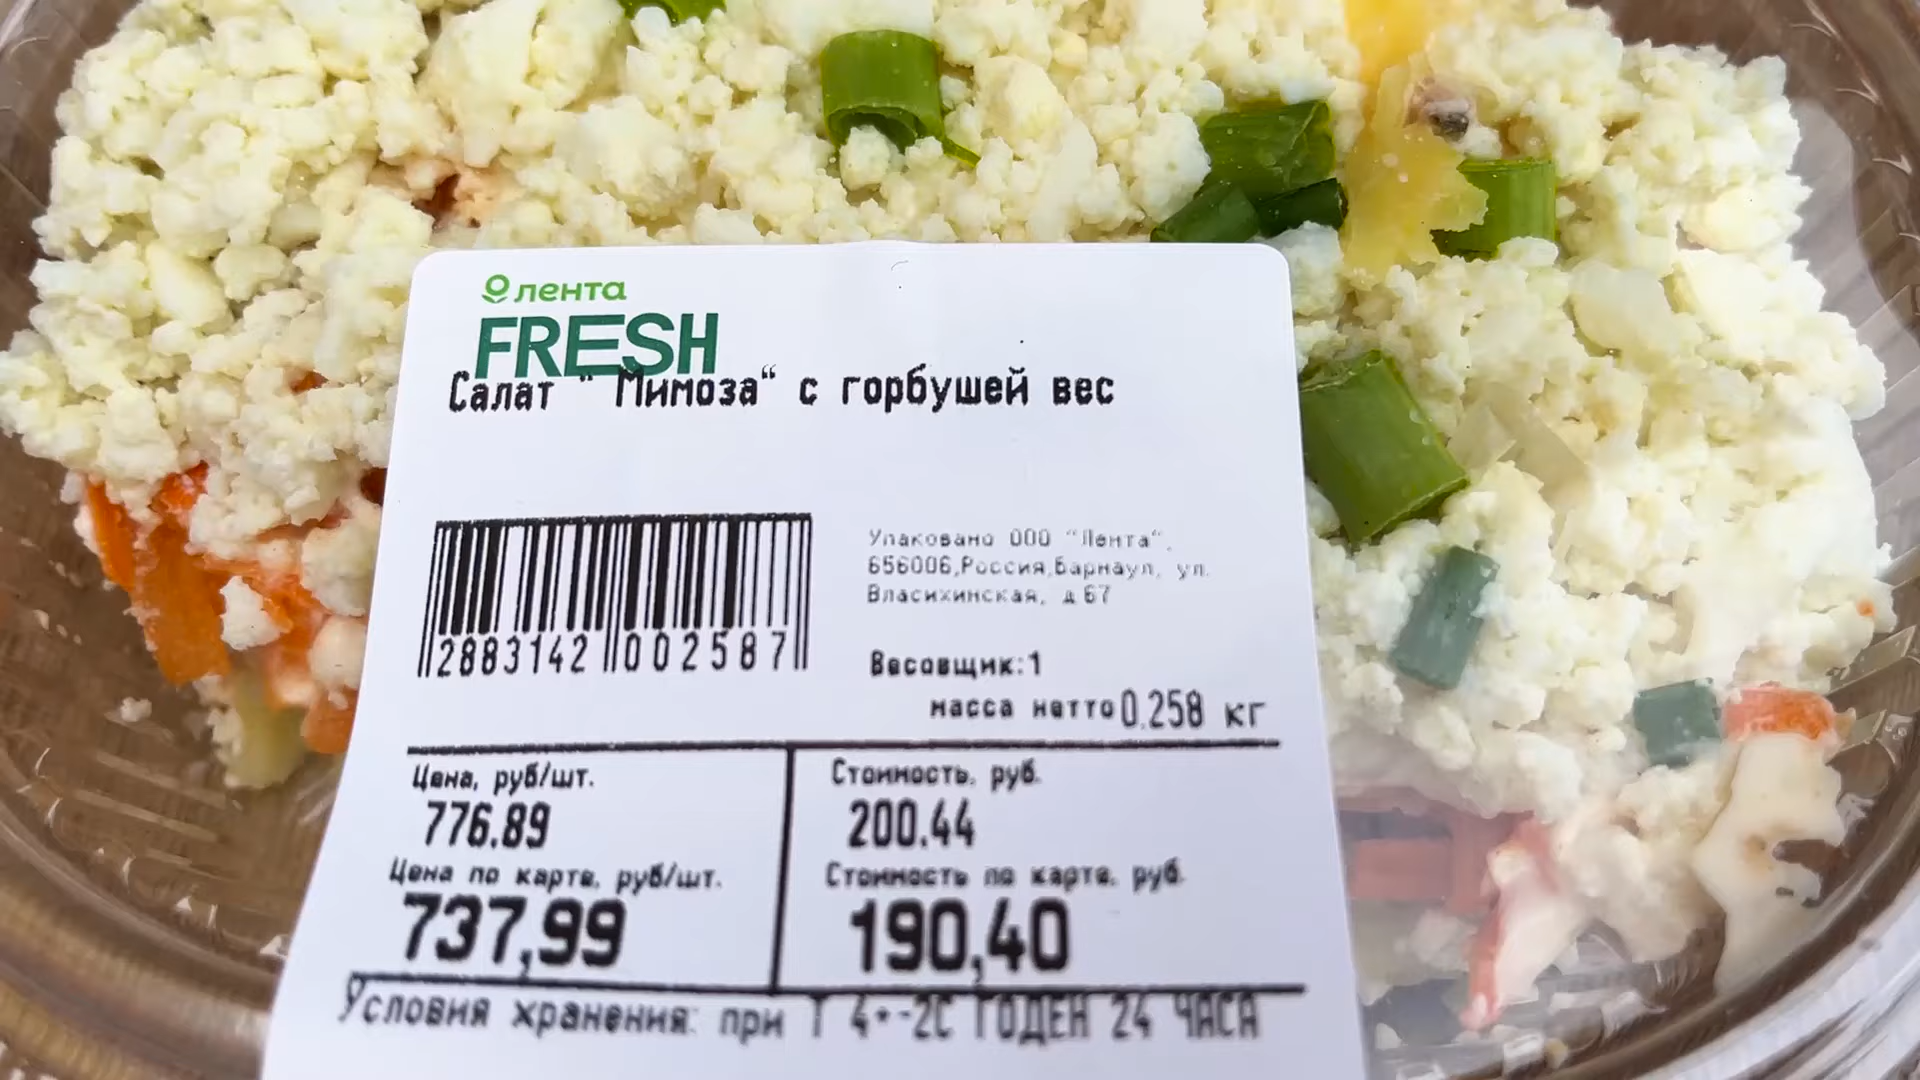 лента
FRESH
Салат " Мимоза“ с горбушей вес
Упаковано ООО “Лента“,
656006,Россия,Барнаул, ул.
Власихинская, д 67
2883142 002587
Весовщик:1
масса нетто 0.258 кг
Цена, руб/шт.
776.89
Стоимость. руб.
200.44
Цена по карте, руб/шт.
737,99
Стоимость по карте, руб.
190,40
Условия хранения: при Т 4+-2С ГОДЕН 24 ЧАСА